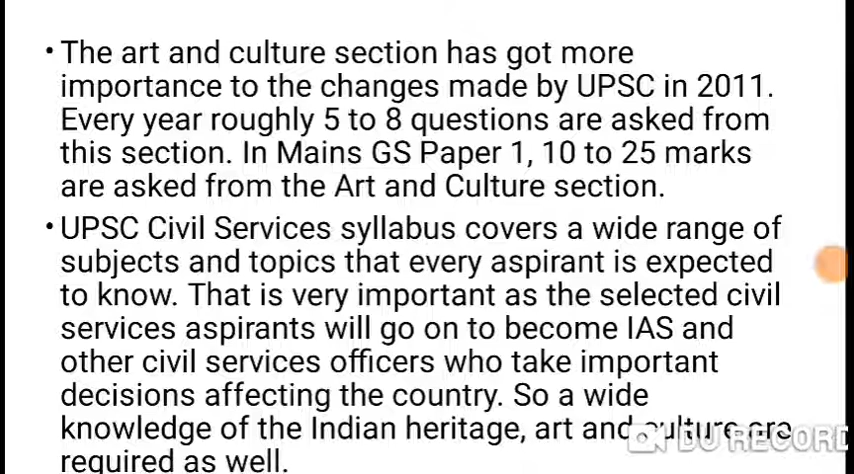 • The art and culture section has got more
importance to the changes made by UPSC in 2011.
Every year roughly 5 to 8 questions are asked from
this section. In Mains GS Paper 1, 10 to 25 marks
are asked from the Art and Culture section.
• UPSC Civil Services syllabus covers a wide range of
subjects and topics that every aspirant is expected
to know. That is very important as the selected civil
services aspirants will go on to become IAS and
other civil services officers who take important
decisions affecting the country. So a wide
knowledge of the Indian heritage, art and culture are
required as well.
DU RECORD